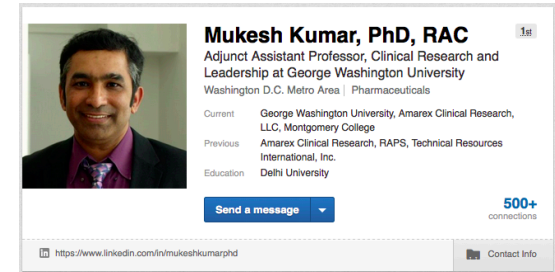 Mukesh Kumar, PhD, RAC
1st
Adjunct Assistant Professor, Clinical Research and
Leadership at George Washington University
Washington D.C. Metro Area | Pharmaceuticals
Current George Washington University, Amarex Clinical Research,
LLC, Montgomery College
Previous Amarex Clinical Research, RAPS, Technical Resources
International, Inc.
Education Delhi University
Send a message
500+
connections
in https://www.linkedin.com/in/mukeshkumarphd
Contact Info